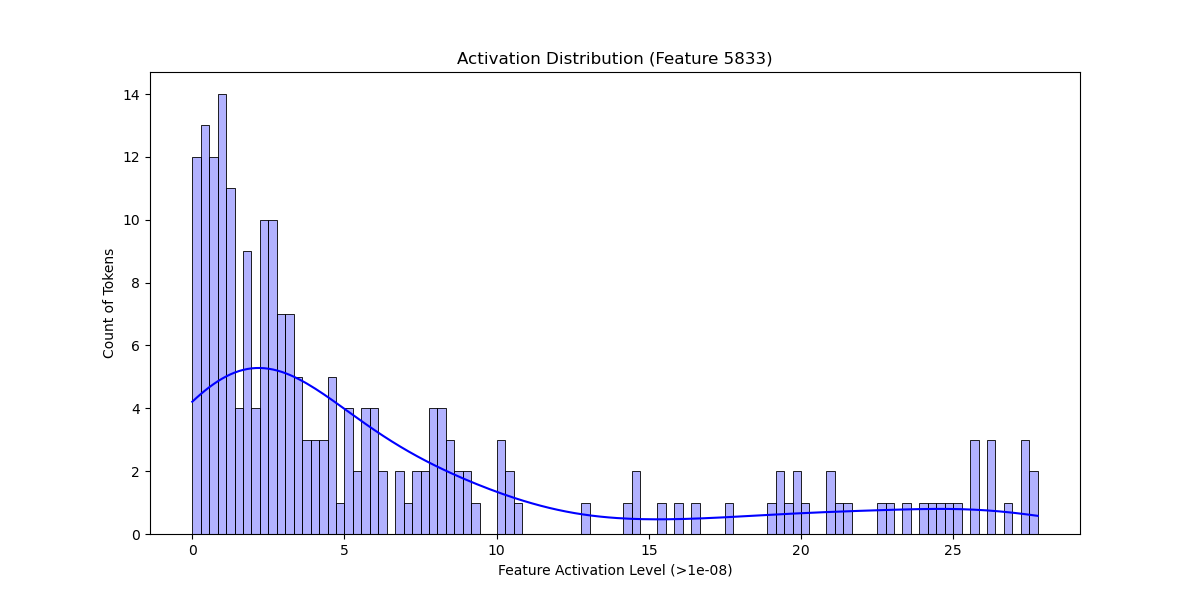 Activation Distribution (Feature 5833)
14
12
10
8
6
4
2
0
Count of Tokens
0 5 10 15 20 25
Feature Activation Level (>1e-08)